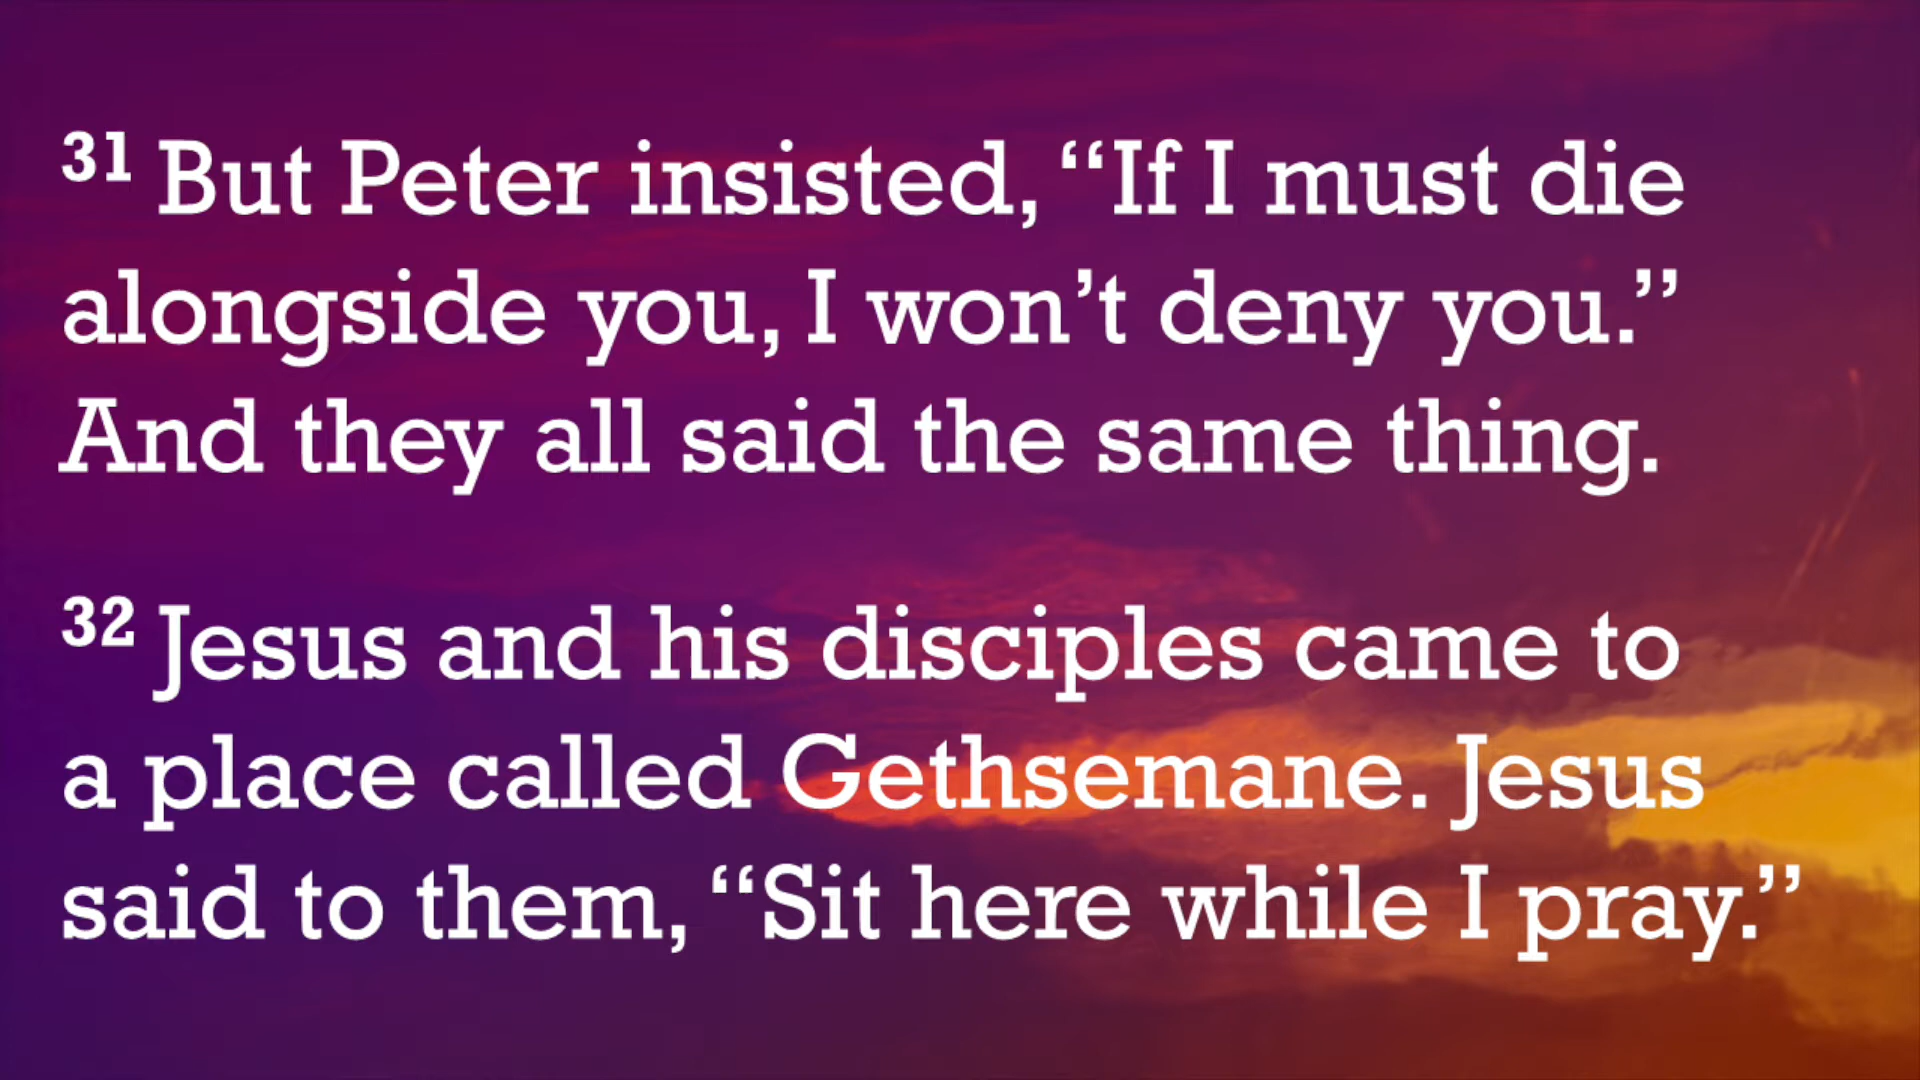 31 But Peter insisted, “If I must die
alongside you, I won’t deny you.”
And they all said the same thing.
32 Jesus and his disciples came to
a place called Gethsemane. Jesus
said to them, “Sit here while I pray.”